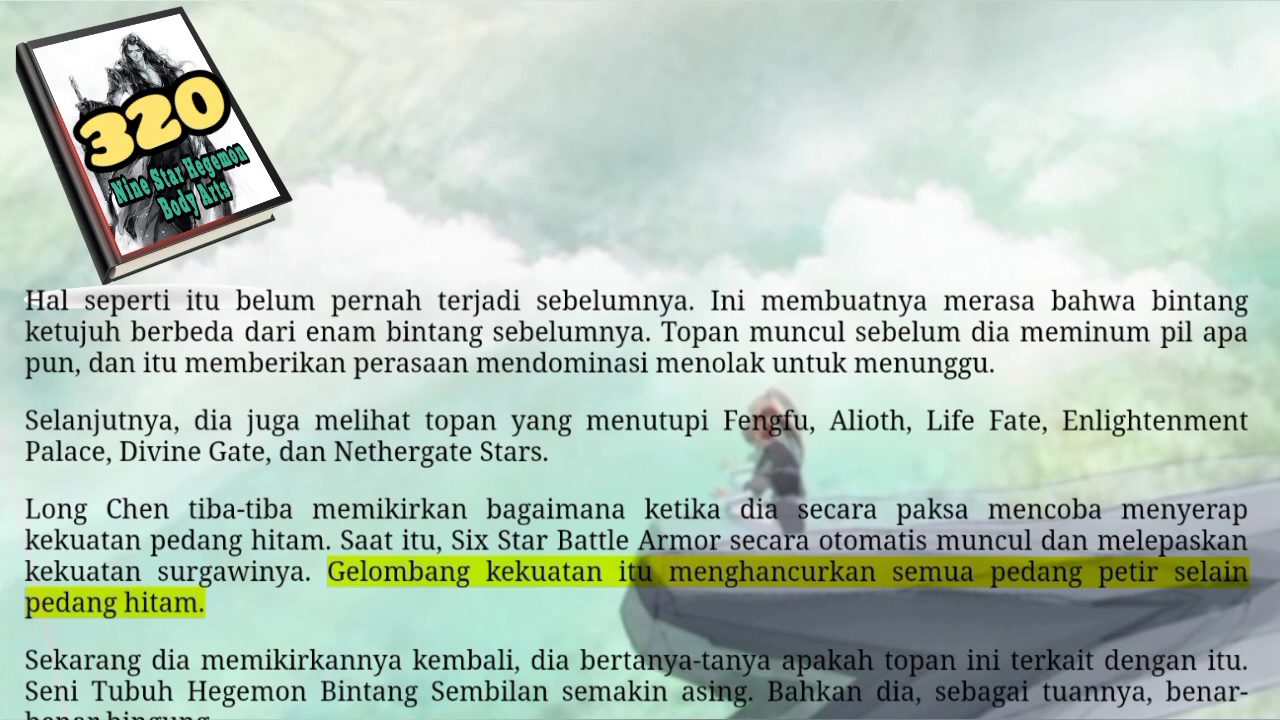 320
Nine Star Hegemon
Body Arts
Hal seperti itu belum pernah terjadi sebelumnya. Ini membuatnya merasa bahwa bintang
ketujuh berbeda dari enam bintang sebelumnya. Topan muncul sebelum dia meminum pil apa
pun, dan itu memberikan perasaan mendominasi menolak untuk menunggu.
Selanjutnya, dia juga melihat topan yang menutupi Fengfu, Alioth, Life Fate, Enlightenment
Palace, Divine Gate, dan Nethergate Stars.
Long Chen tiba-tiba memikirkan bagaimana ketika dia secara paksa mencoba menyerap
kekuatan pedang hitam. Saat itu, Six Star Battle Armor secara otomatis muncul dan melepaskan
kekuatan surgawinya. Gelombang kekuatan itu menghancurkan semua pedang petir selain
pedang hitam.
Sekarang dia memikirkannya kembali, dia bertanya-tanya apakah topan ini terkait dengan itu.
Seni Tubuh Hegemon Bintang Sembilan semakin asing. Bahkan dia, sebagai tuannya, benar-
benar bingung.